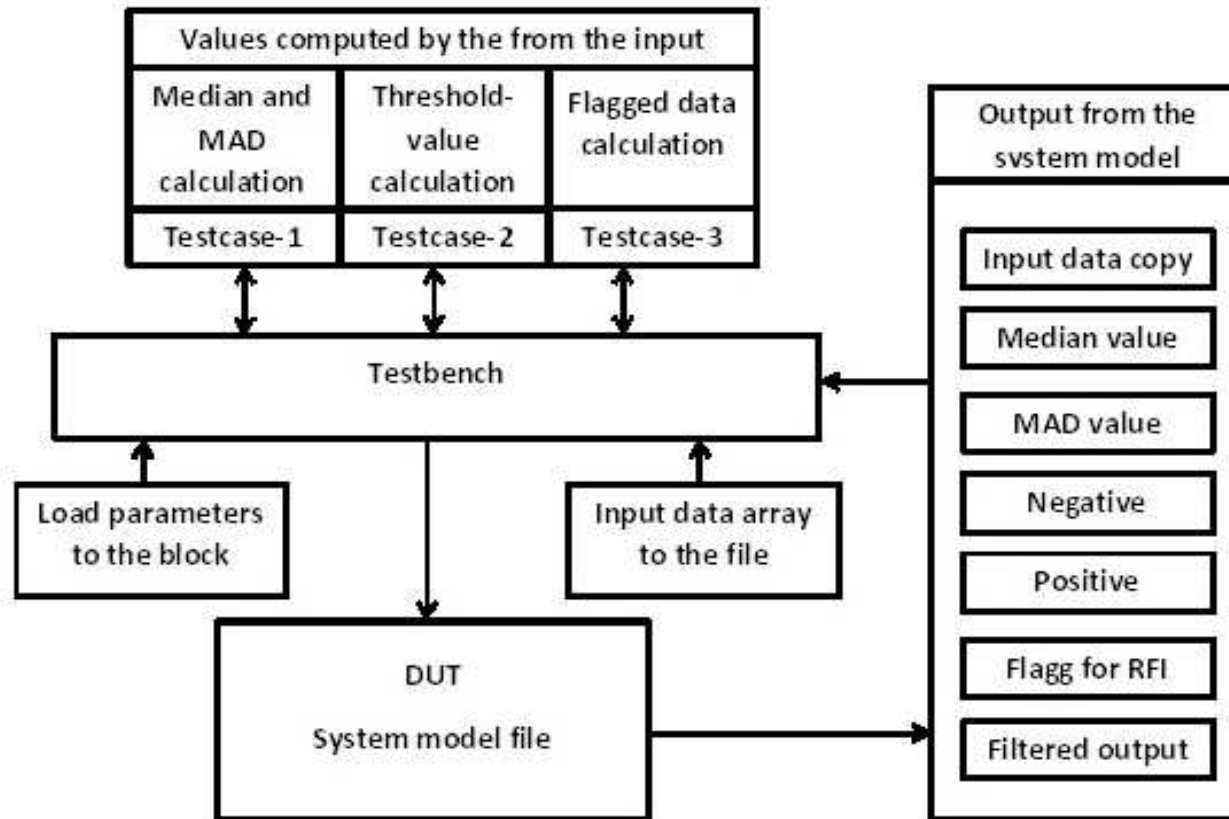 Values computed by the from the input
Median and
MAD
calculation
Threshold-
value
calculation
Flagged data
calculation
Testcase-1
Testcase-2
Testcase-3
Testbench
Load parameters
to the block
Input data array
to the file
DUT
System model file
Output from the
system model
Input data copy
Median value
MAD value
Negative
Positive
Flagg for RFI
Filtered output